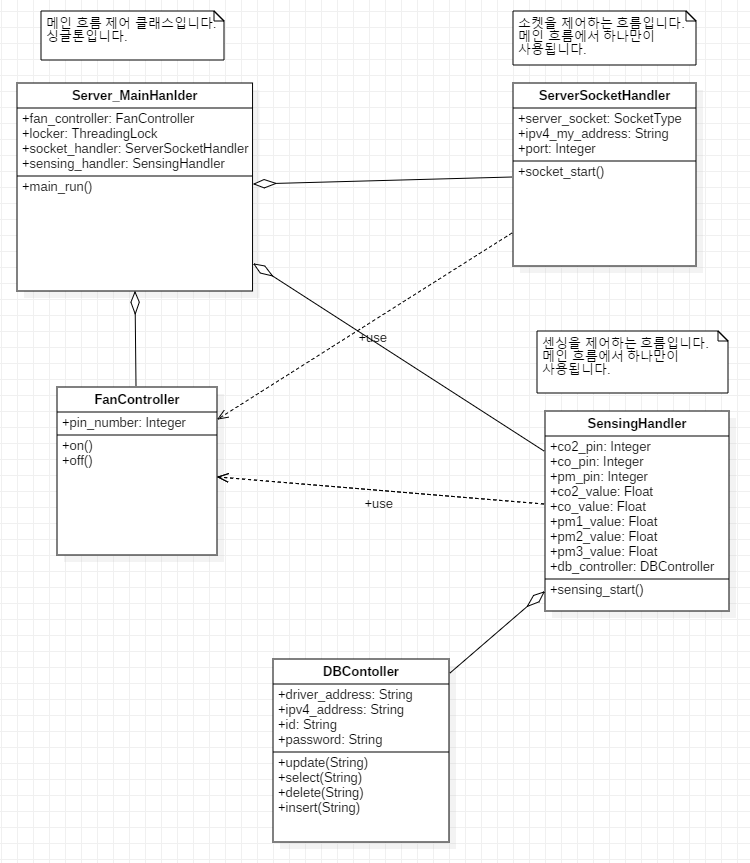 메인 흐름 제어 클래스입니다.
싱글톤입니다.
소켓을 제어하는 흐름입니다.
메인 흐름에서 하나만이
사용됩니다.
Server_MainHanlder
+fan_controller: FanController
+locker: ThreadingLock
+socket_handler: ServerSocketHandler
+sensing_handler: SensingHandler
+main_run()
ServerSocketHandler
+server_socket: SocketType
+ipv4_my_address: String
+port: Integer
+socket_start()
+use
센싱을 제어하는 흐름입니다.
메인 흐름에서 하나만이
사용됩니다.
FanController
+pin_number: Integer
+on()
+off()
SensingHandler
+co2_pin: Integer
+co_pin: Integer
+pm_pin: Integer
+co2_value: Float
+co_value: Float
+pm1_value: Float
+pm2_value: Float
+pm3_value: Float
+db_controller: DBController
+sensing_start()
+use
DBContoller
+driver_address: String
+ipv4_address: String
+id: String
+password: String
+update(String)
+select(String)
+delete(String)
+insert(String)